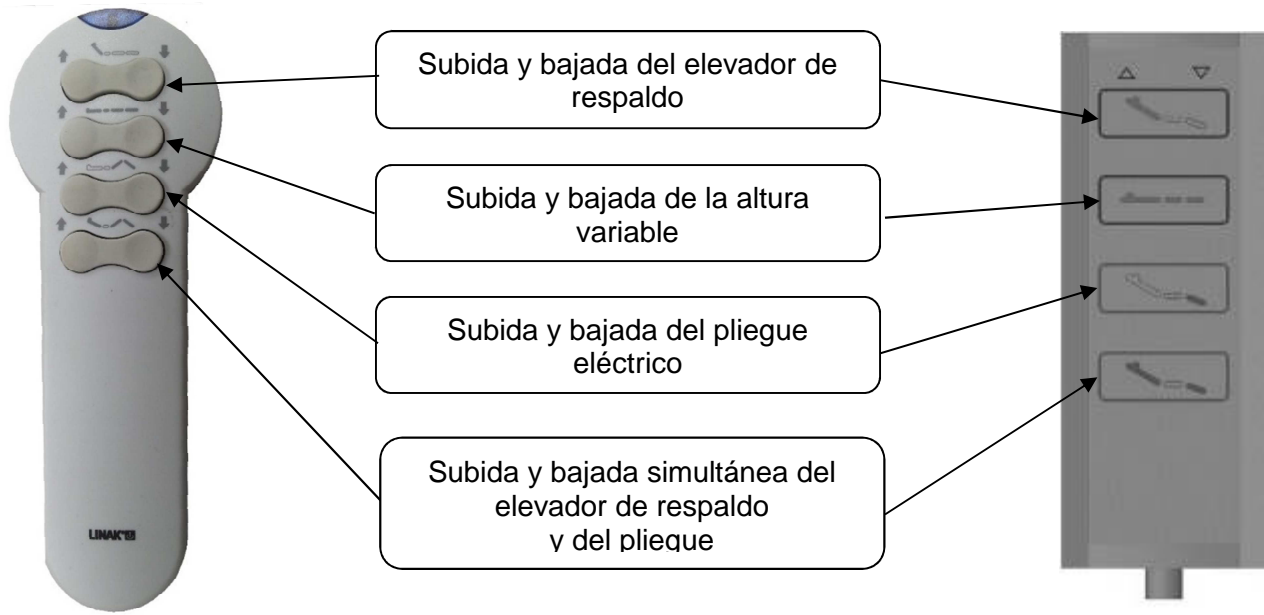 Subida y bajada del elevador de
respaldo
Subida y bajada de la altura
variable
Subida y bajada del pliegue
eléctrico
Subida y bajada simultánea del
elevador de respaldo
y del pliegue
LINAK